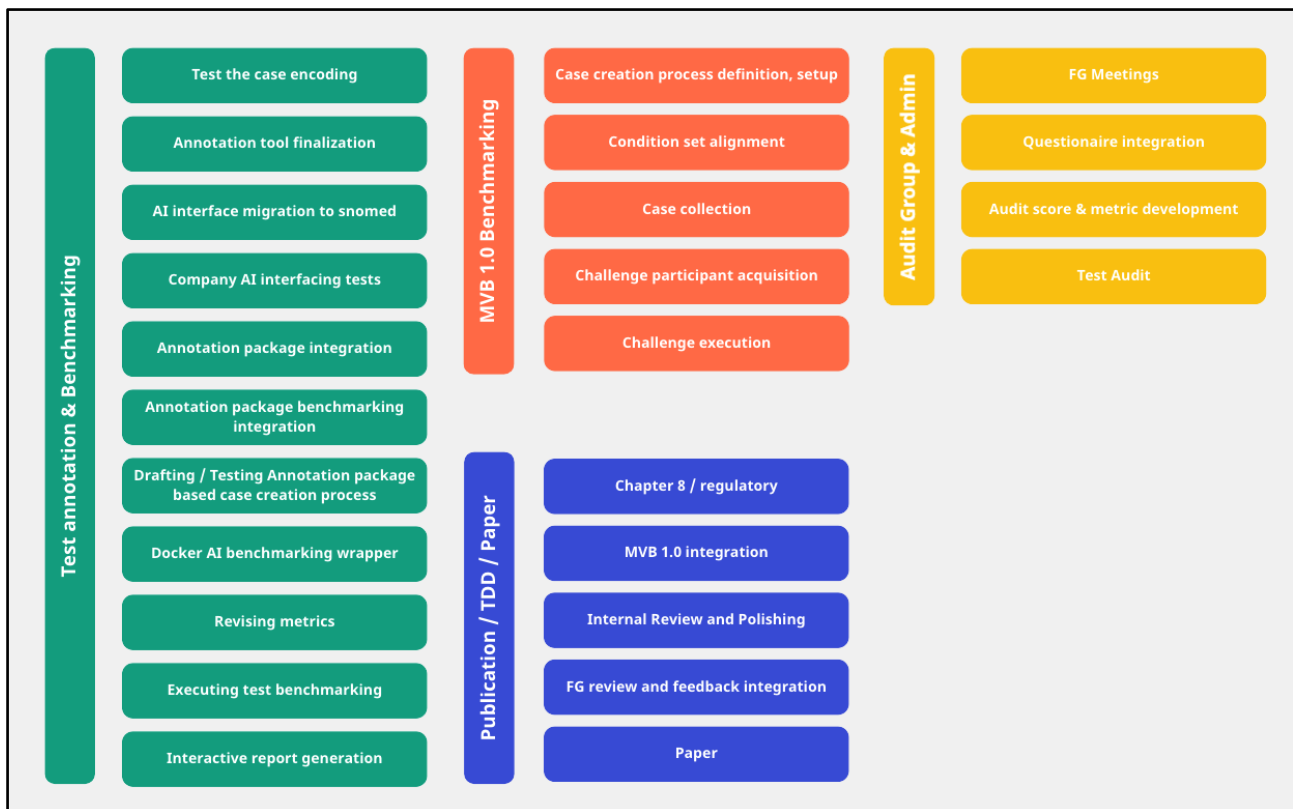 Test annotation & Benchmarking
Test the case encoding
Annotation tool finalization
AI interface migration to snomed
Company AI interfacing tests
Annotation package integration
Annotation package benchmarking
integration
Drafting / Testing Annotation package
based case creation process
Docker AI benchmarking wrapper
Revising metrics
Executing test benchmarking
Interactive report generation
MVB 1.0 Benchmarking
Case creation process definition, setup
Condition set alignment
Case collection
Challenge participant acquisition
Challenge execution
Publication / TDD / Paper
Chapter 8 / regulatory
MVB 1.0 integration
Internal Review and Polishing
FG review and feedback integration
Paper
Audit Group & Admin
FG Meetings
Questionaire integration
Audit score & metric development
Test Audit